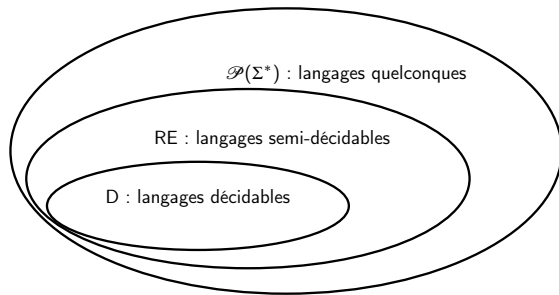 𝒫(Σ*) : langages quelconques
RE : langages semi-décidables
D : langages décidables